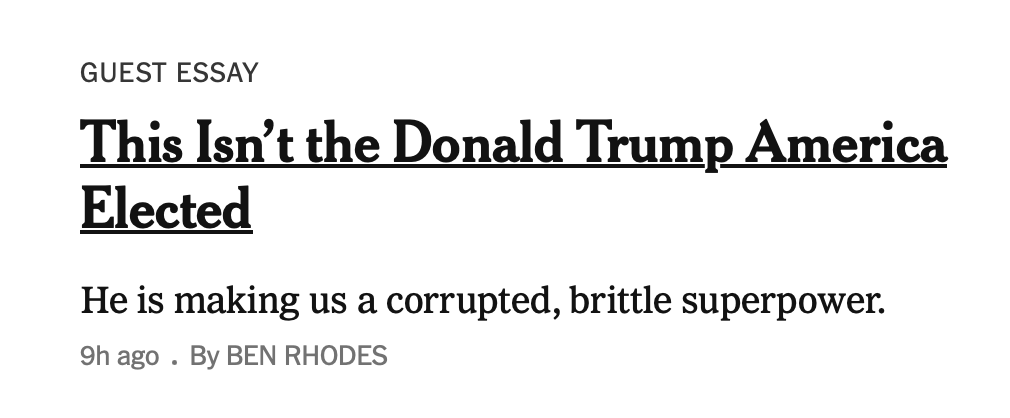 GUEST ESSAY
This Isn’t the Donald Trump America
Elected
He is making us a corrupted, brittle superpower.
9h ago . By BEN RHODES